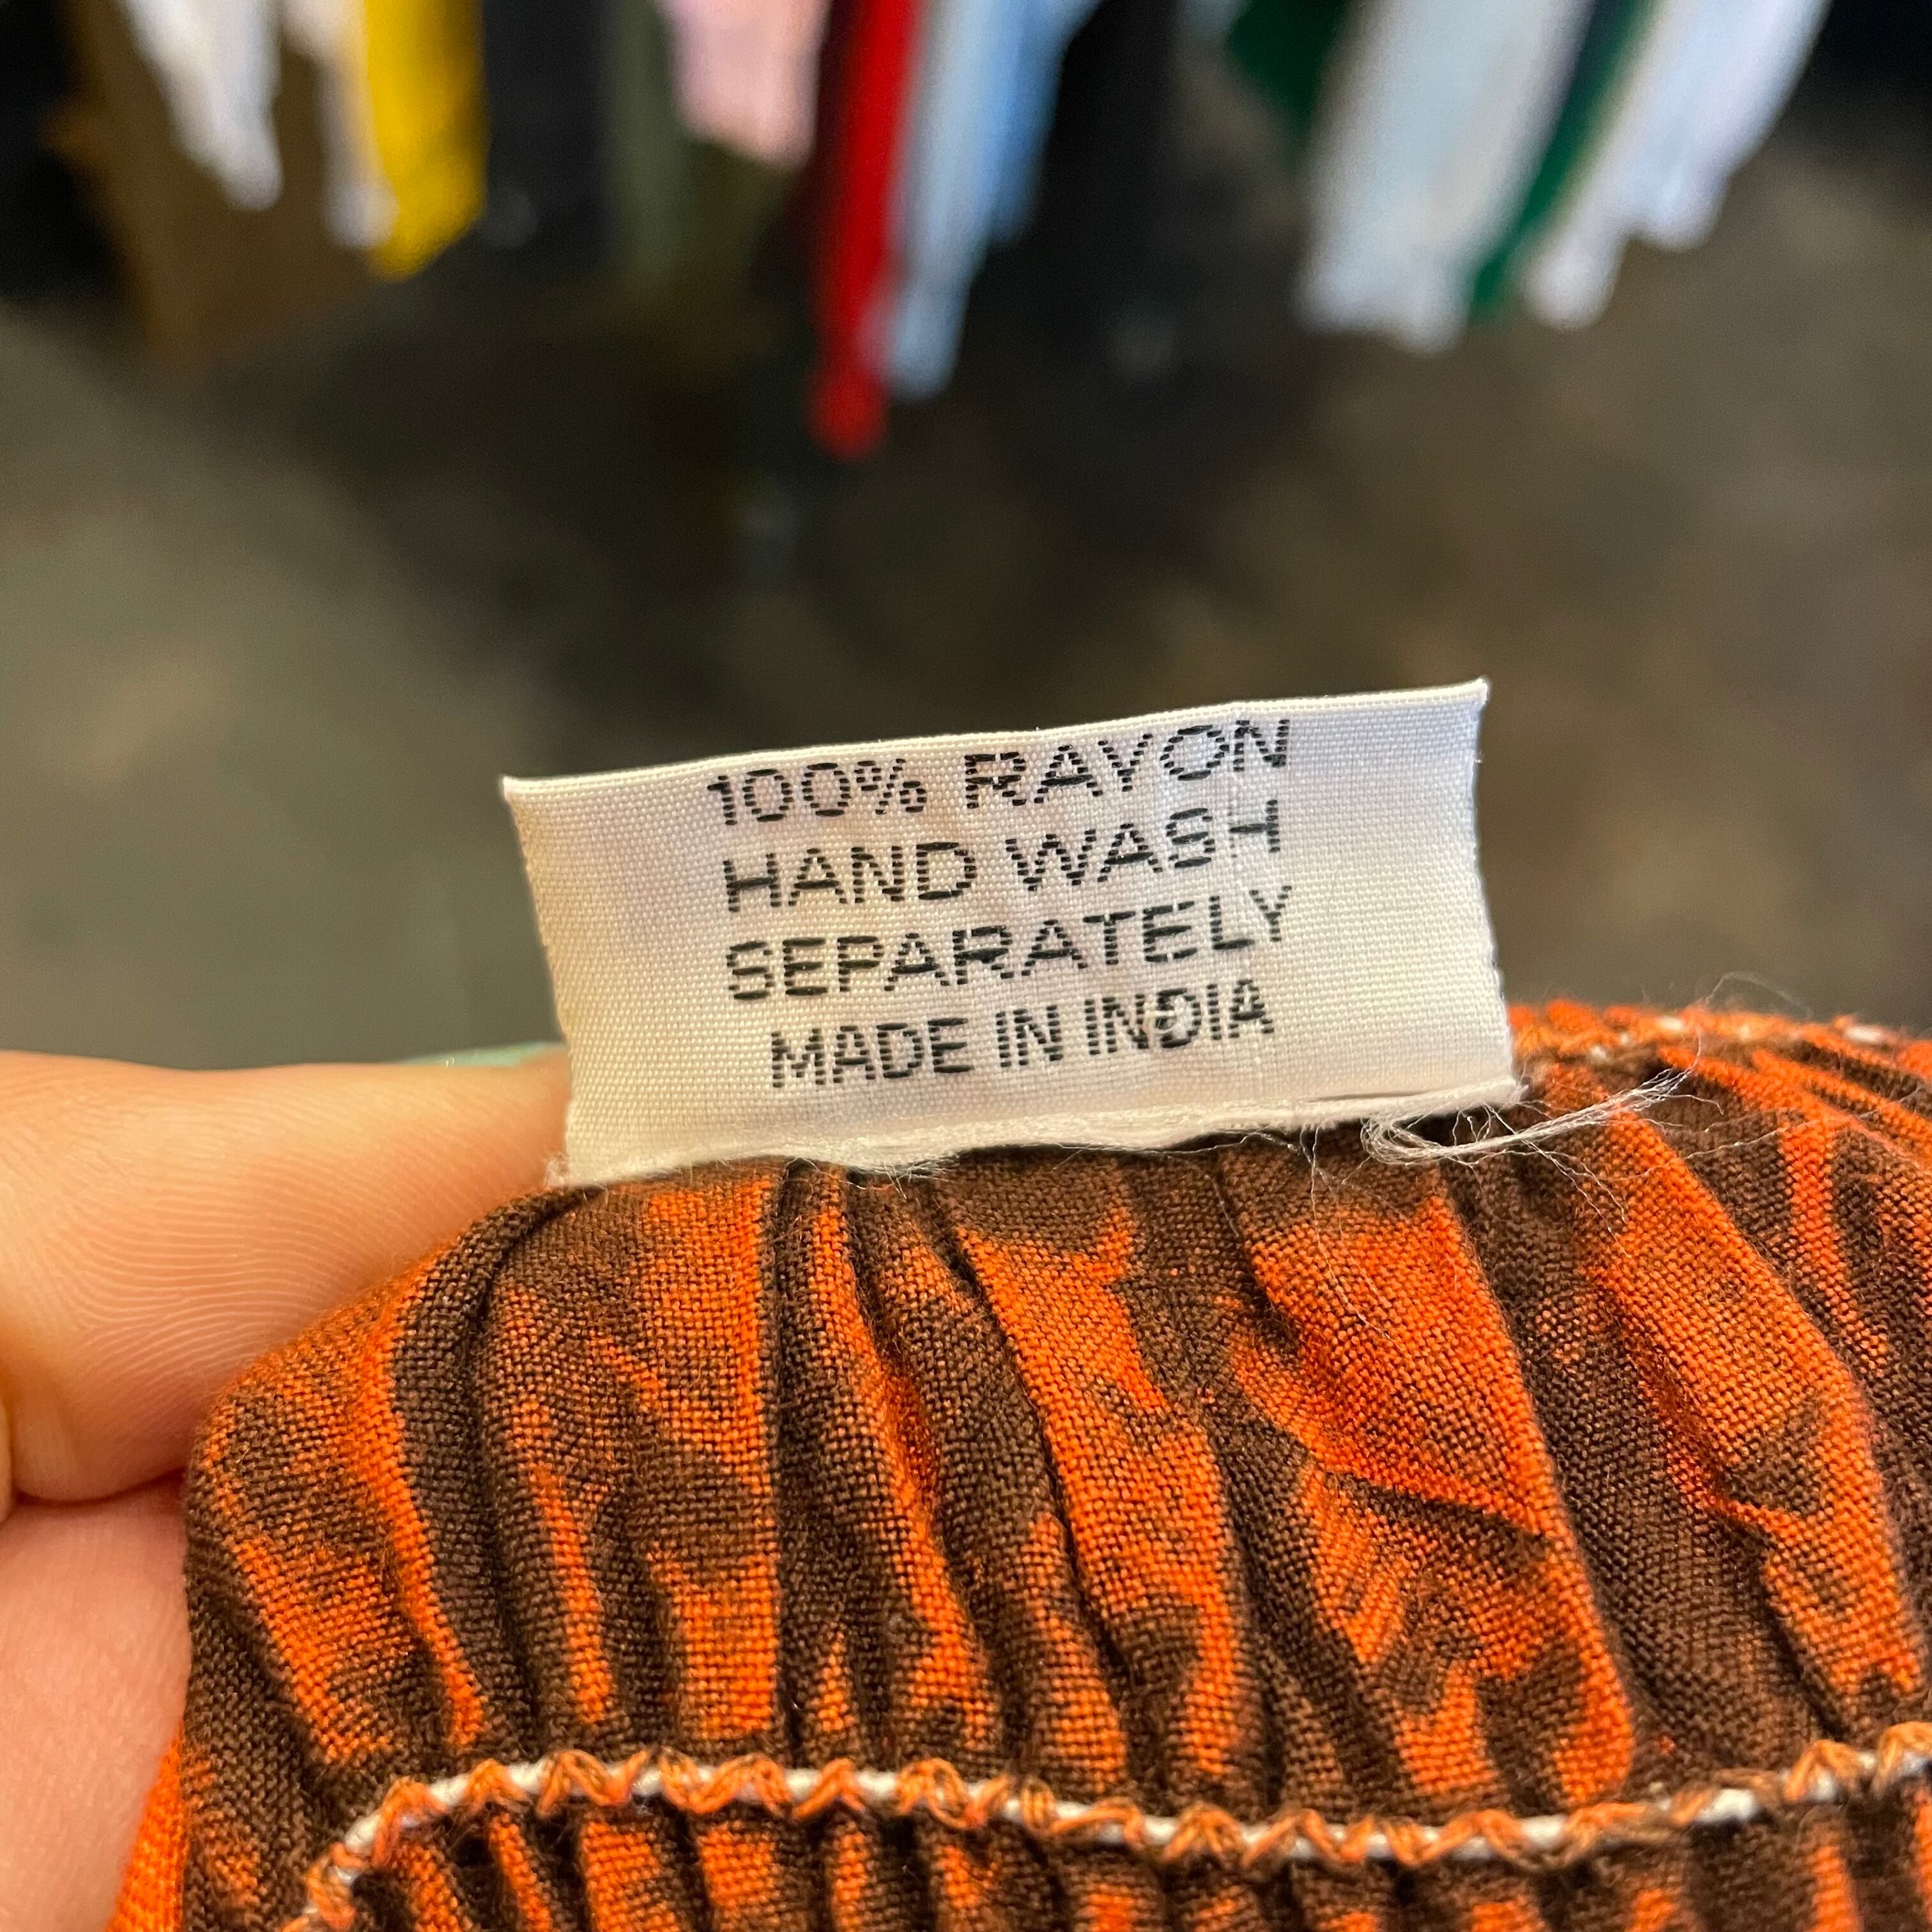 100% RAYON
HAND WASH
SEPARATELY
MADE IN INDIA